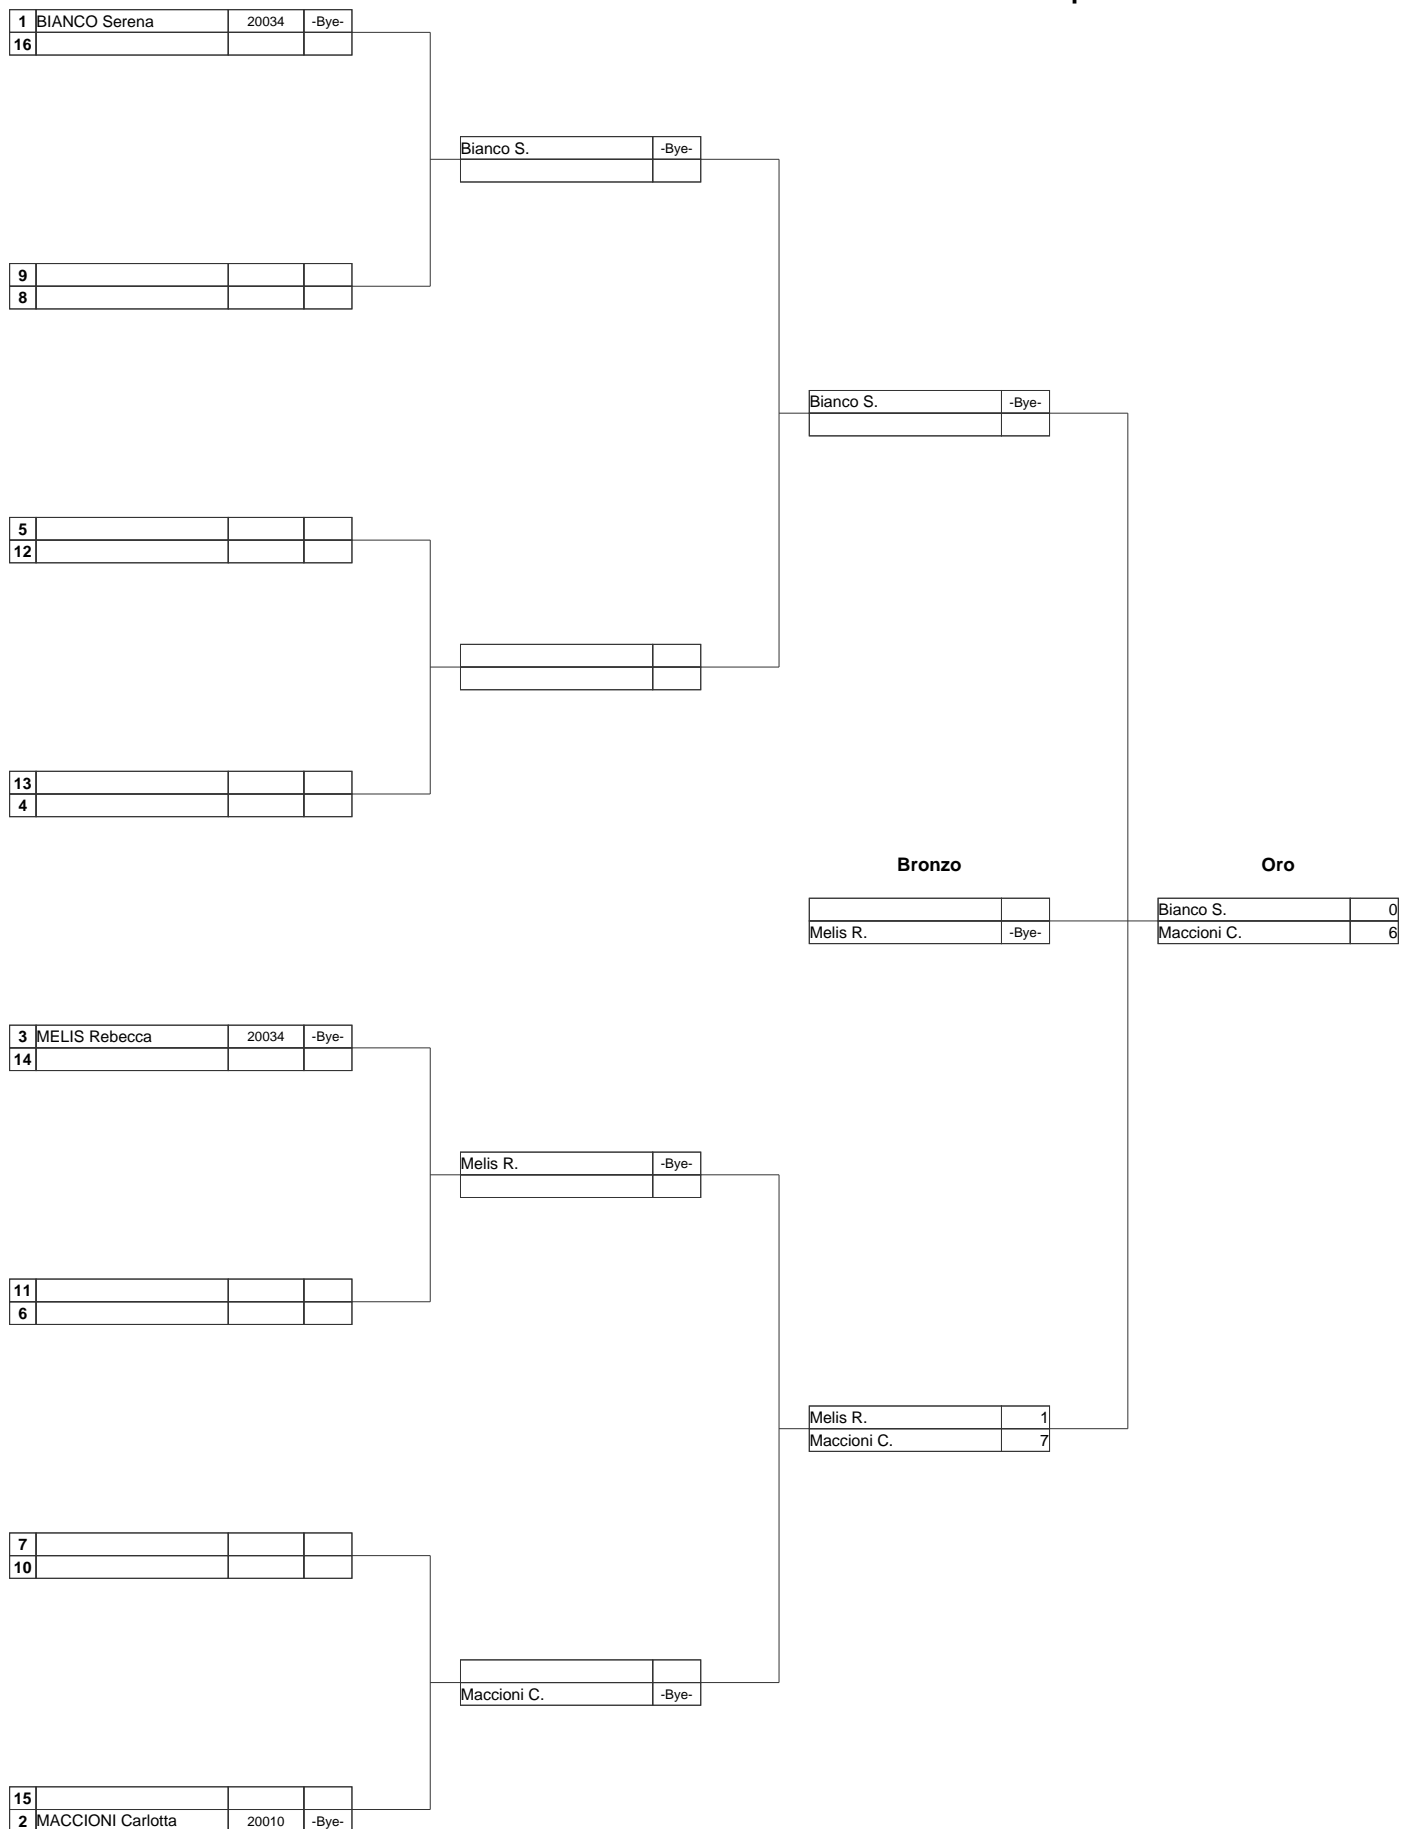 1 BIANCO Serena 20034 -Bye-
16
Bianco S. -Bye-
9
8
Bianco S. -Bye-
5
12
13
4
Bronzo Oro
Bianco S. 0
Melis R. -Bye- Maccioni C. 6
3 MELIS Rebecca 20034 -Bye-
14
Melis R. -Bye-
11
6
Melis R. 1
Maccioni C. 7
7
10
Maccioni C. -Bye-
15
2 MACCIONI Carlotta 20010 -Bye-